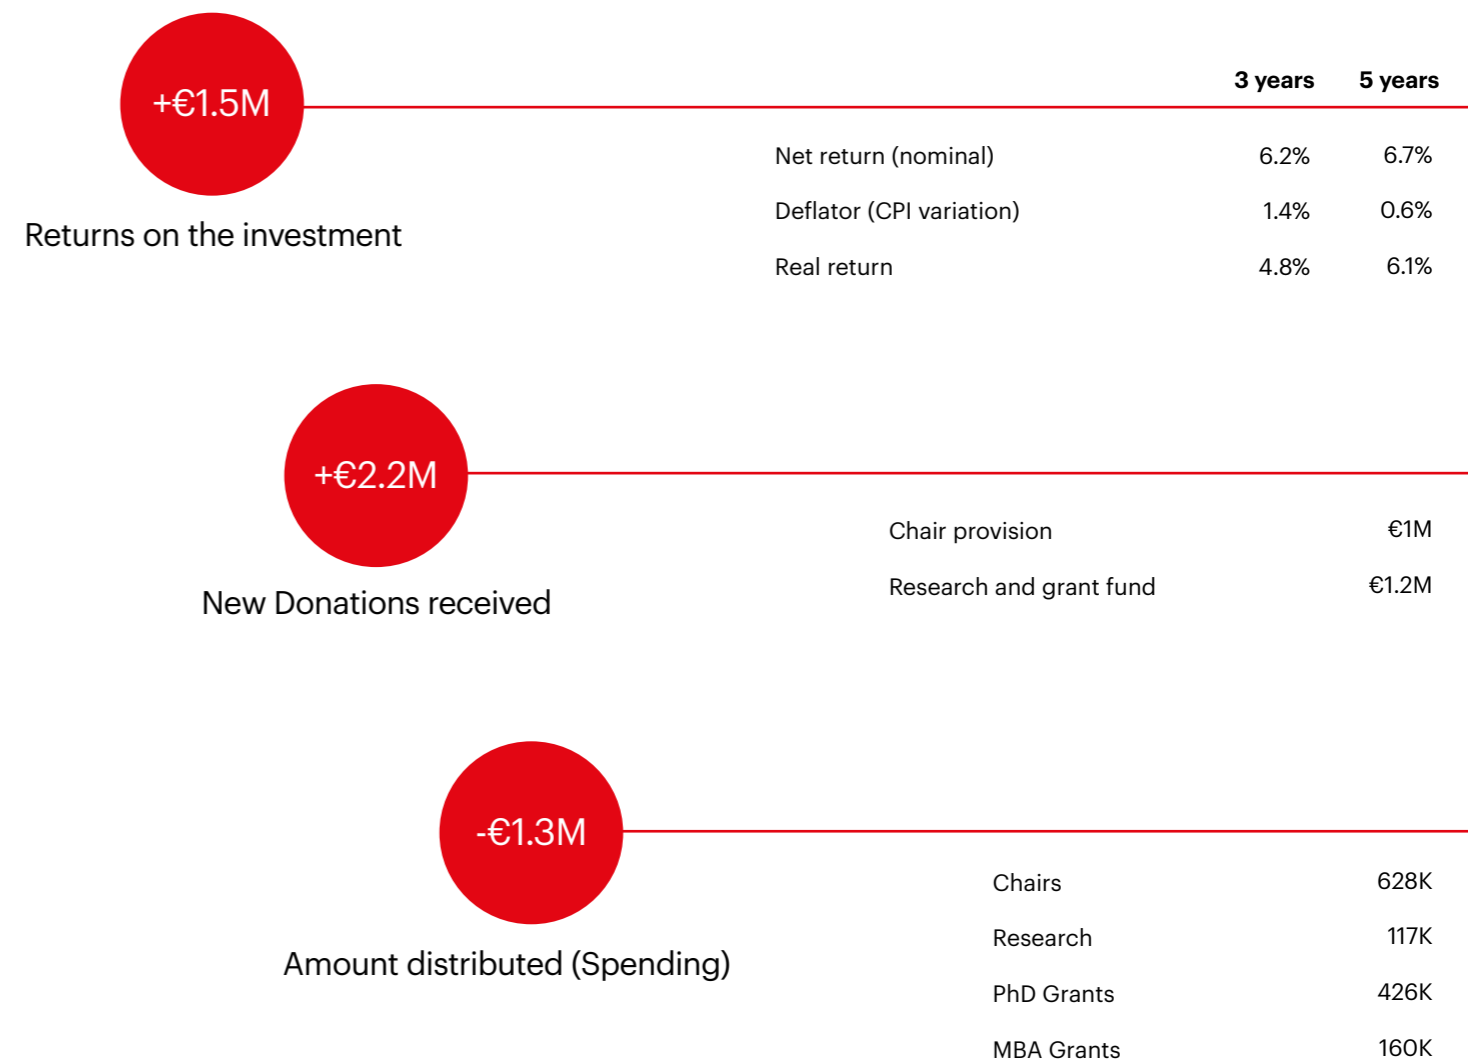 +€1.5M
Returns on the investment
3 years 5 years
Net return (nominal) 6.2% 6.7%
Deflator (CPI variation) 1.4% 0.6%
Real return 4.8% 6.1%
+€2.2M
New Donations received
Chair provision €1M
Research and grant fund €1.2M
-€1.3M
Amount distributed (Spending)
Chairs 628K
Research 117K
PhD Grants 426K
MBA Grants 160K